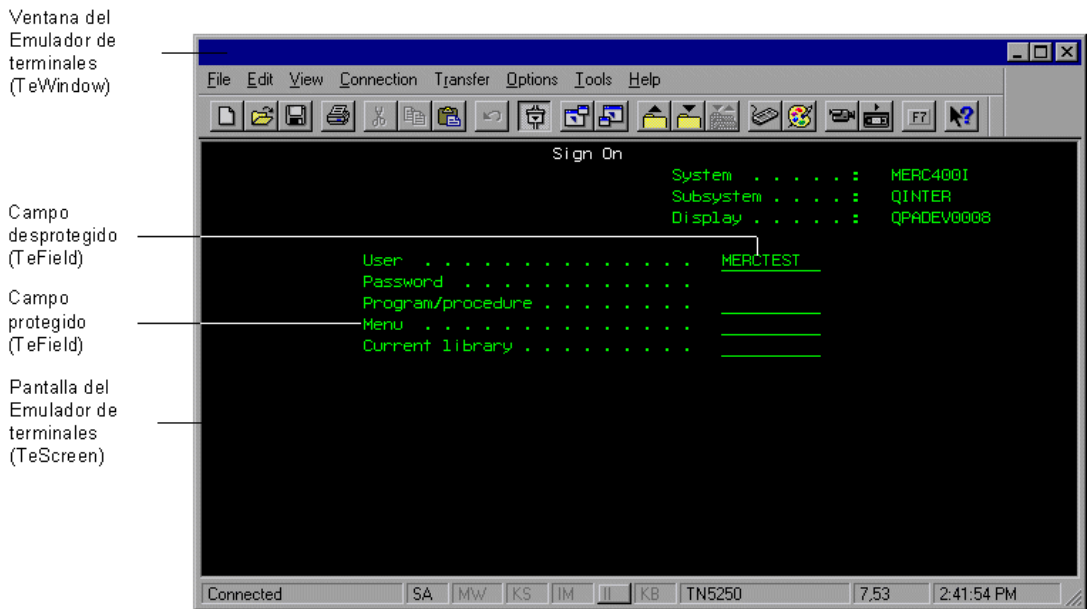 Ventana del
Emulador de
terminales
(TeWindow)
File Edit View Connection Transfer Options Tools Help
F7
Sign On
System . . . . . : MERC400I
Subsystem . . . . : QINTER
Display . . . . . : QPADEV0008
Campo
desprotegido
(TeField)
User . . . . . . . . . . . . . MERCTEST
Password . . . . . . . . . . .
Program/procedure . . . . . . .
Campo
protegido
(TeField)
Menu . . . . . . . . . . . . .
Current library . . . . . . . .
Pantalla del
Emulador de
terminales
(TeScreen)
Connected SA MW KS IM II KB TN5250 7,53 2:41:54 PM